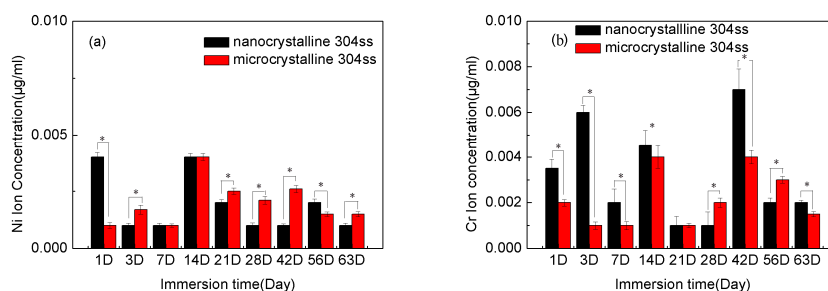 (a)
nanocrystalline 304ss
microcrystalline 304ss
Ni Ion Concentration(μg/ml)
0.010
0.005
0.000
* * * * * * *
1D 3D 7D 14D 21D 28D 42D 56D 63D
Immersion time(Day)
(b)
nanocrystallline 304ss
microcrystalline 304ss
Cr Ion concentration(μg/ml)
0.010
0.008
0.006
0.004
0.002
0.000
* * * * * * * *
1D 3D 7D 14D 21D 28D 42D 56D 63D
Immersion time(Day)